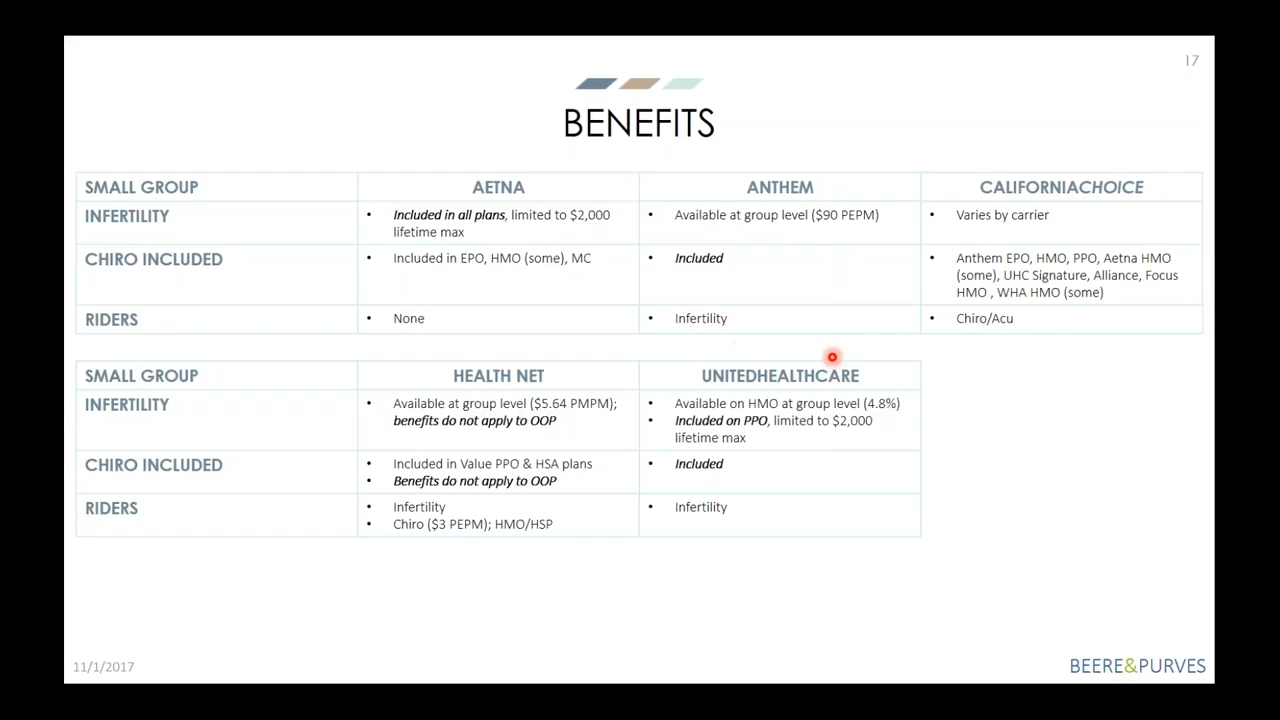 17
BENEFITS
SMALL GROUP
AETNA
ANTHEM
CALIFORNIACHOICE
INFERTILITY
• Included in all plans, limited to $2,000
lifetime max
• Available at group level ($90 PEPM)
• Varies by carrier
CHIRO INCLUDED
• Included in EPO, HMO (some), MC
• Included
• Anthem EPO, HMO, PPO, Aetna HMO
(some), UHC Signature, Alliance, Focus
HMO , WHA HMO (some)
RIDERS
• None
• Infertility
• Chiro/Acu
SMALL GROUP
HEALTH NET
UNITEDHEALTHCARE
INFERTILITY
• Available at group level ($5.64 PMPM);
benefits do not apply to OOP
• Available on HMO at group level (4.8%)
• Included on PPO, limited to $2,000
lifetime max
CHIRO INCLUDED
• Included in Value PPO & HSA plans
• Benefits do not apply to OOP
• Included
RIDERS
• Infertility
• Chiro ($3 PEPM); HMO/HSP
• Infertility
11/1/2017
BEERE&PURVES